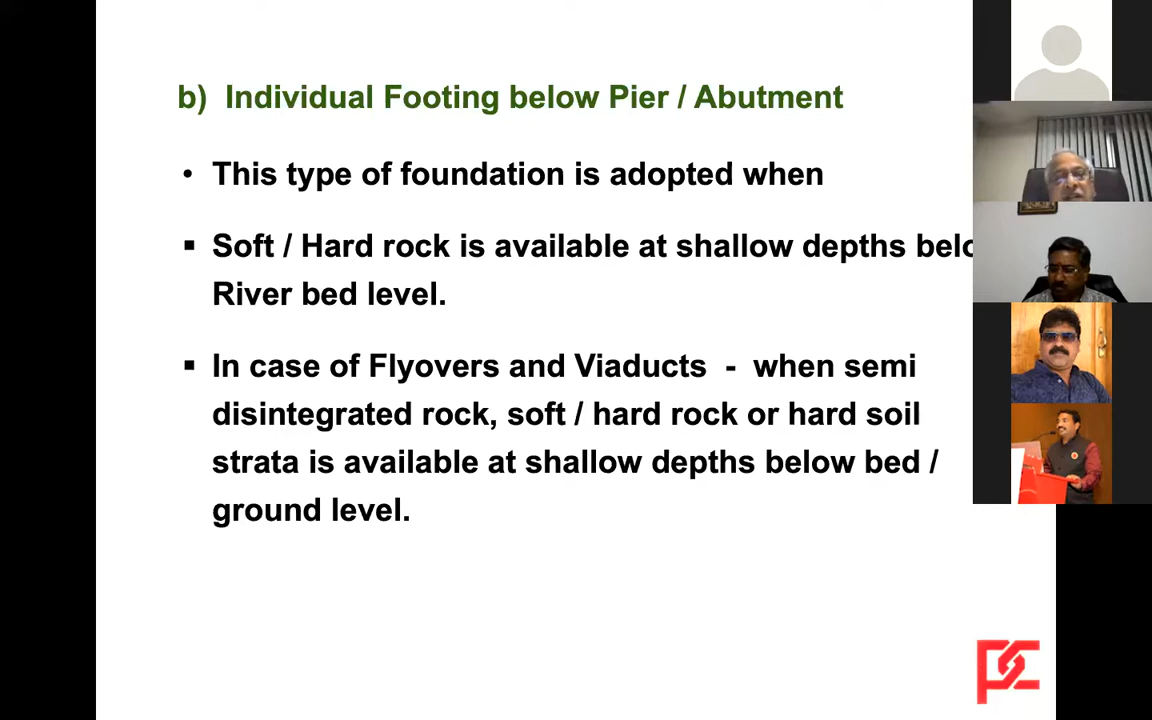 b) Individual Footing below Pier / Abutment
• This type of foundation is adopted when
▪ Soft / Hard rock is available at shallow depths belo
River bed level.
▪ In case of Flyovers and Viaducts - when semi
disintegrated rock, soft / hard rock or hard soil
strata is available at shallow depths below bed /
ground level.